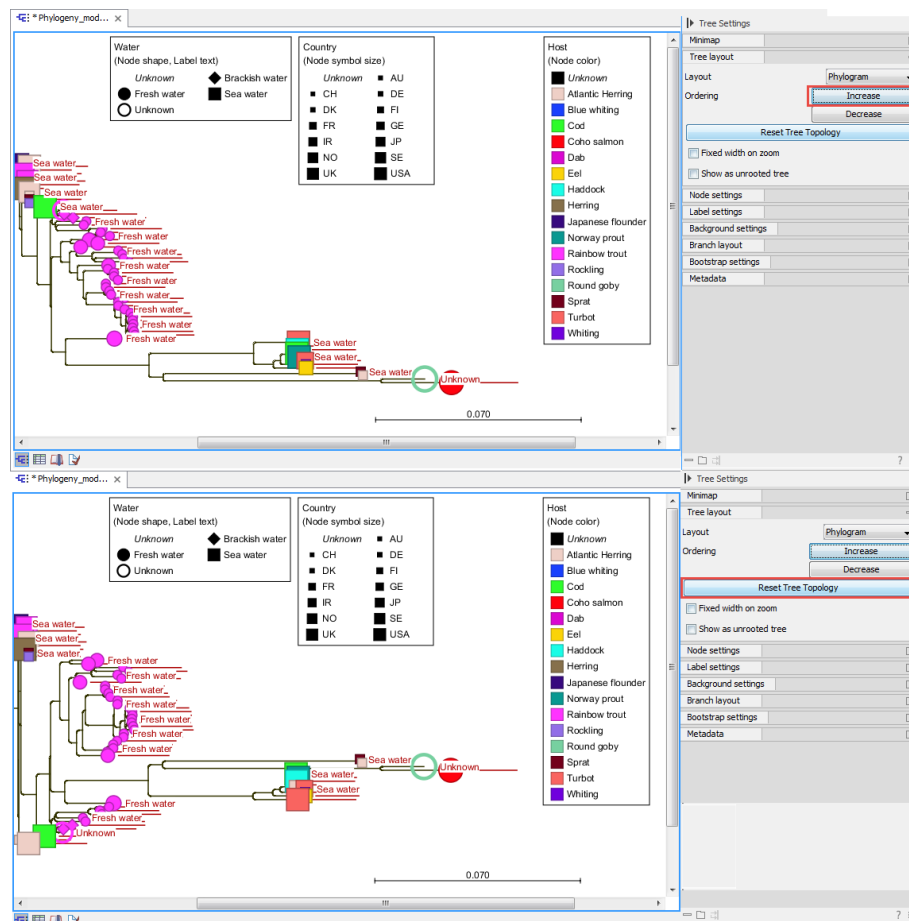 * Phylogeny_mod... ×
Tree Settings
Minimap
Tree layout
Layout Phylogram
Ordering Increase
Decrease
Reset Tree Topology
Fixed width on zoom
Show as unrooted tree
Node settings
Label settings
Background settings
Branch layout
Bootstrap settings
Metadata
?
Water
(Node shape, Label text)
Unknown Brackish water
Fresh water Sea water
Unknown
Country
(Node symbol size)
Unknown AU
CH DE
DK FI
FR GE
IR JP
NO SE
UK USA
Host
(Node color)
Unknown
Atlantic Herring
Blue whiting
Cod
Coho salmon
Dab
Eel
Haddock
Herring
Japanese flounder
Norway prout
Rainbow trout
Rockling
Round goby
Sprat
Turbot
Whiting
Sea water
Sea water
Sea water
Sea water
Fresh water
Fresh water
Fresh water
Fresh water
Fresh water
Fresh water
Fresh water
Fresh water
Fresh water
Sea water
Sea water
Sea water
Unknown
0.070
* Phylogeny_mod... ×
Tree Settings
Minimap
Tree layout
Layout Phylogram
Ordering Increase
Decrease
Reset Tree Topology
Fixed width on zoom
Show as unrooted tree
Node settings
Label settings
Background settings
Branch layout
Bootstrap settings
Metadata
?
Water
(Node shape, Label text)
Unknown Brackish water
Fresh water Sea water
Unknown
Country
(Node symbol size)
Unknown AU
CH DE
DK FI
FR GE
IR JP
NO SE
UK USA
Host
(Node color)
Unknown
Atlantic Herring
Blue whiting
Cod
Coho salmon
Dab
Eel
Haddock
Herring
Japanese flounder
Norway prout
Rainbow trout
Rockling
Round goby
Sprat
Turbot
Whiting
Sea water
Sea water
Sea water
Fresh water
Fresh water
Fresh water
Fresh water
Fresh water
Fresh water
Fresh water
Sea water
Unknown
Sea water
Sea water
Fresh water
Fresh water
Unknown
0.070